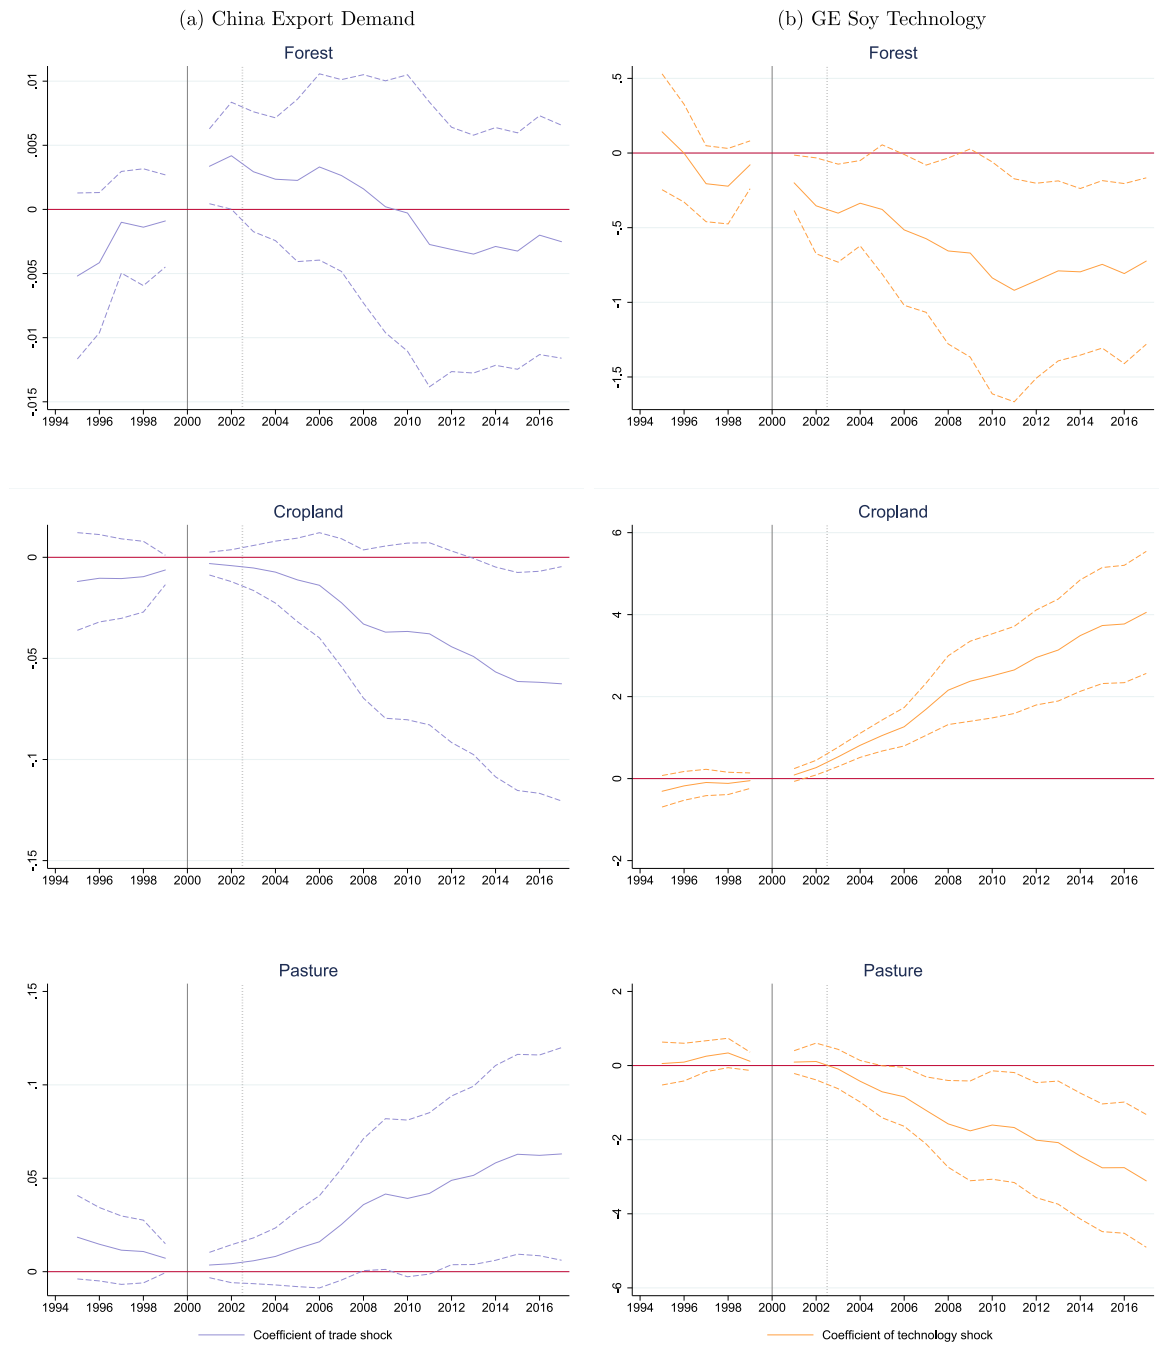 (a) China Export Demand
(b) GE Soy Technology
Forest
.01
.005
0
-.005
-.01
-.015
1994 1996 1998 2000 2002 2004 2006 2008 2010 2012 2014 2016
Forest
.5
0
-.5
-1
-1.5
1994 1996 1998 2000 2002 2004 2006 2008 2010 2012 2014 2016
Cropland
0
-.05
-.1
-.15
1994 1996 1998 2000 2002 2004 2006 2008 2010 2012 2014 2016
Cropland
6
4
2
0
-2
1994 1996 1998 2000 2002 2004 2006 2008 2010 2012 2014 2016
Pasture
.15
.1
.05
0
1994 1996 1998 2000 2002 2004 2006 2008 2010 2012 2014 2016
Coefficient of trade shock
Pasture
2
0
-2
-4
-6
1994 1996 1998 2000 2002 2004 2006 2008 2010 2012 2014 2016
Coefficient of technology shock